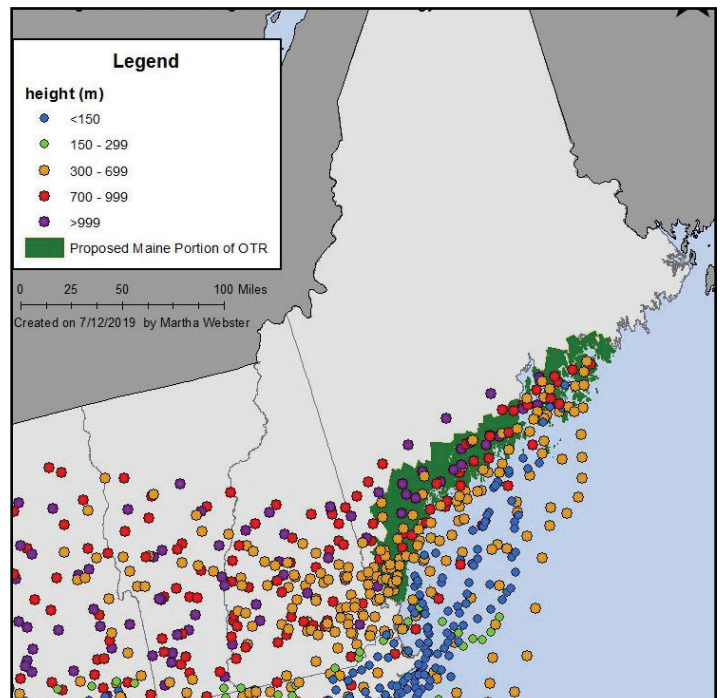 Legend
height (m)
<150
150 - 299
300 - 699
700 - 999
>999
Proposed Maine Portion of OTR
0 25 50 100 Miles
Created on 7/12/2019 by Martha Webster